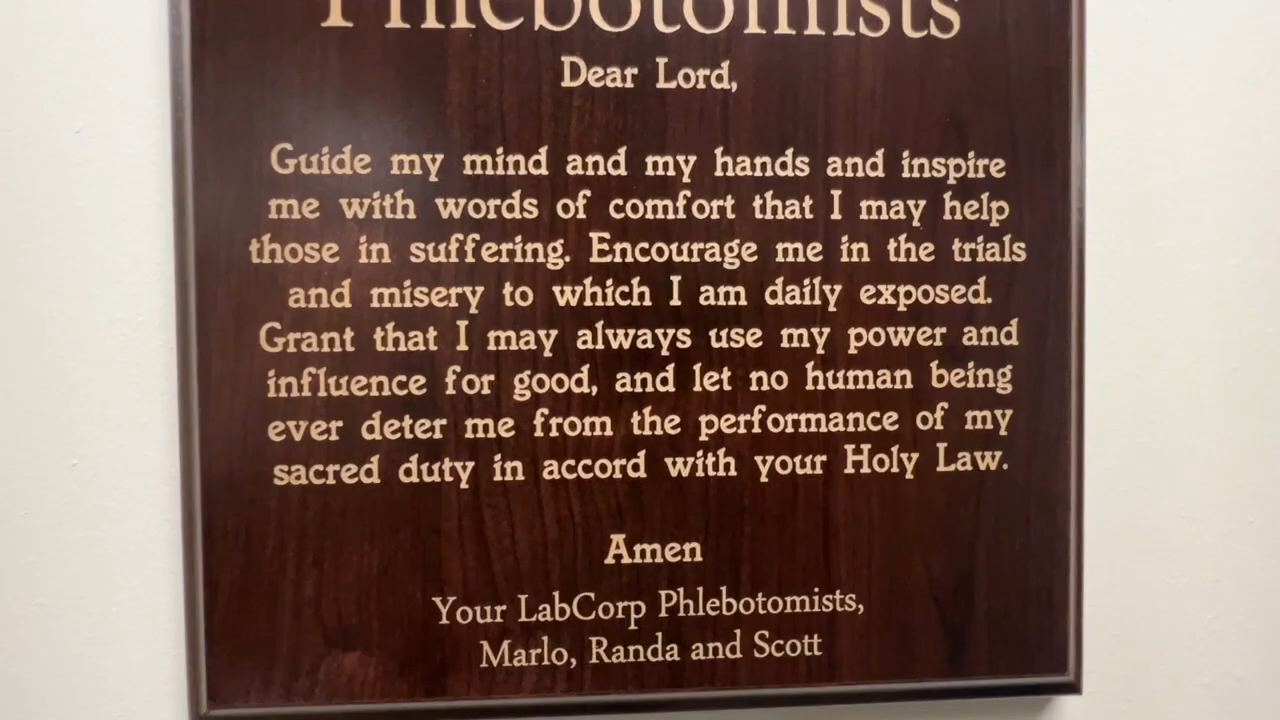 Phlebotomists
Dear Lord,
Guide my mind and my hands and inspire
me with words of comfort that I may help
those in suffering. Encourage me in the trials
and misery to which I am daily exposed.
Grant that I may always use my power and
influence for good, and let no human being
ever deter me from the performance of my
sacred duty in accord with your Holy Law.
Amen
Your LabCorp Phlebotomists,
Marlo, Randa and Scott